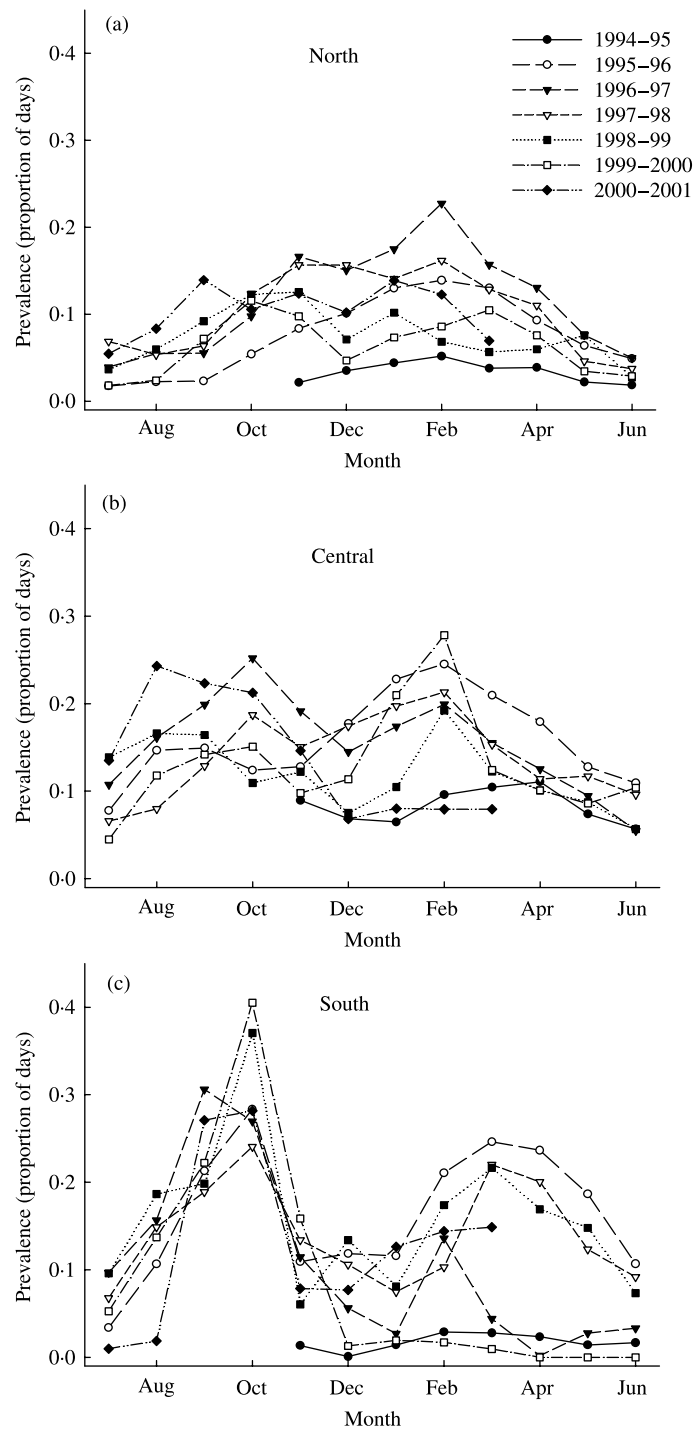 (a)
North
1994–95
1995–96
1996–97
1997–98
1998–99
1999–2000
2000–2001
Prevalence (proportion of days)
0·4
0·3
0·2
0·1
0·0
Aug Oct Dec Feb Apr Jun
Month
(b)
Central
Prevalence (proportion of days)
0·4
0·3
0·2
0·1
0·0
Aug Oct Dec Feb Apr Jun
Month
(c)
South
Prevalence (proportion of days)
0·4
0·3
0·2
0·1
0·0
Aug Oct Dec Feb Apr Jun
Month